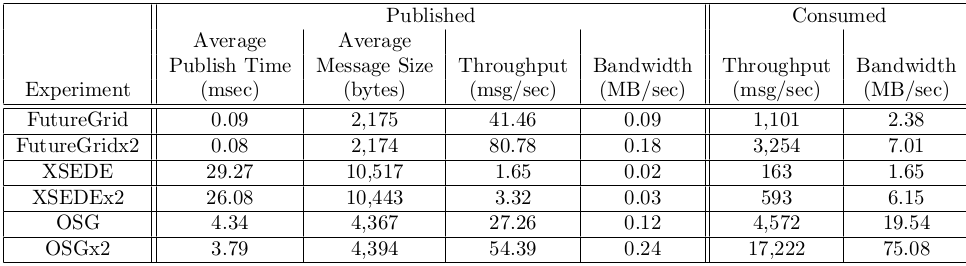 Published Consumed
Average Average
Publish Time Message Size Throughput Bandwidth Throughput Bandwidth
Experiment (msec) (bytes) (msg/sec) (MB/sec) (msg/sec) (MB/sec)
FutureGrid 0.09 2,175 41.46 0.09 1,101 2.38
FutureGridx2 0.08 2,174 80.78 0.18 3,254 7.01
XSEDE 29.27 10,517 1.65 0.02 163 1.65
XSEDEx2 26.08 10,443 3.32 0.03 593 6.15
OSG 4.34 4,367 27.26 0.12 4,572 19.54
OSGx2 3.79 4,394 54.39 0.24 17,222 75.08